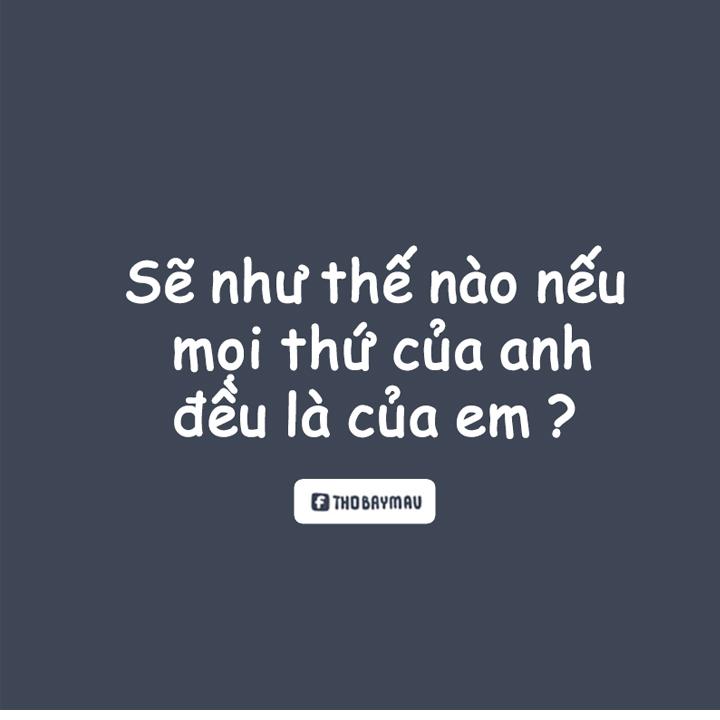 Sẽ như thế nào nếu
mọi thứ của anh
đều là của em ?
f THOBAYMAU